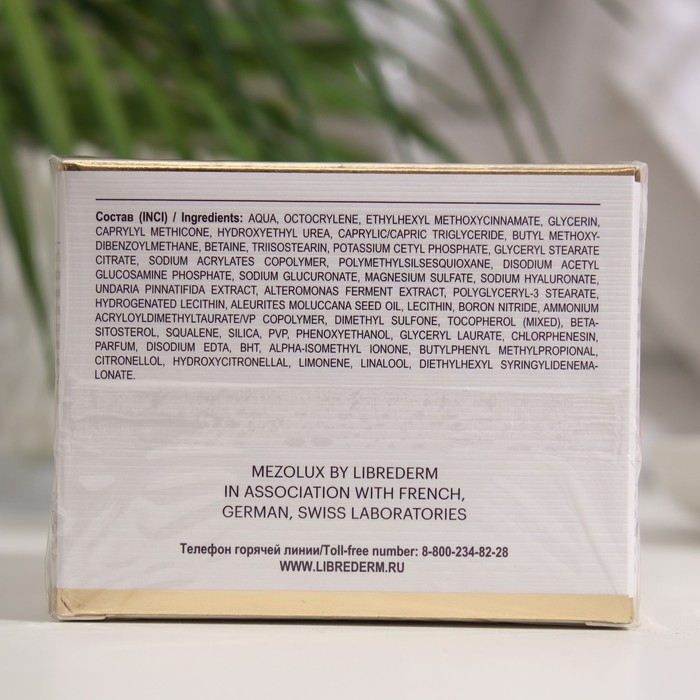 Состав (INCI) / Ingredients: AQUA, OCTOCRYLENE, ETHYLHEXYL METHOXYCINNAMATE, GLYCERIN,
CAPRYLYL METHICONE, HYDROXYETHYL UREA, CAPRYLIC/CAPRIC TRIGLYCERIDE, BUTYL METHOXY-
DIBENZOYLMETHANE, BETAINE, TRIISOSTEARIN, POTASSIUM CETYL PHOSPHATE, GLYCERYL STEARATE
CITRATE, SODIUM ACRYLATES COPOLYMER, POLYMETHYLSILSESQUIOXANE, DISODIUM ACETYL
GLUCOSAMINE PHOSPHATE, SODIUM GLUCURONATE, MAGNESIUM SULFATE, SODIUM HYALURONATE,
UNDARIA PINNATIFIDA EXTRACT, ALTEROMONAS FERMENT EXTRACT, POLYGLYCERYL-3 STEARATE,
HYDROGENATED LECITHIN, ALEURITES MOLUCCANA SEED OIL, LECITHIN, BORON NITRIDE, AMMONIUM
ACRYLOYLDIMETHYLTAURATE/VP COPOLYMER, DIMETHYL SULFONE, TOCOPHEROL (MIXED), BETA-
SITOSTEROL, SQUALENE, SILICA, PVP, PHENOXYETHANOL, GLYCERYL LAURATE, CHLORPHENESIN,
PARFUM, DISODIUM EDTA, BHT, ALPHA-ISOMETHYL IONONE, BUTYLPHENYL METHYLPROPIONAL,
CITRONELLOL, HYDROXYCITRONELLAL, LIMONENE, LINALOOL, DIETHYLHEXYL SYRINGYLIDENEMA-
LONATE.
MEZOLUX BY LIBREDERM
IN ASSOCIATION WITH FRENCH,
GERMAN, SWISS LABORATORIES
Телефон горячей линии/Toll-free number: 8-800-234-82-28
WWW.LIBREDERM.RU